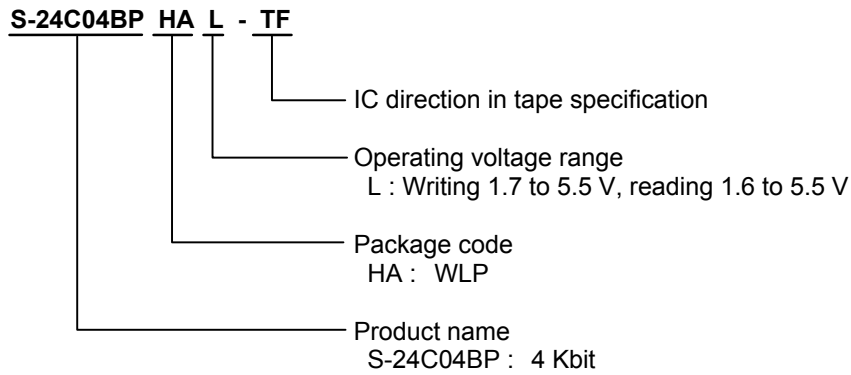 S-24C04BP HA L - TF
IC direction in tape specification
Operating voltage range
L : Writing 1.7 to 5.5 V, reading 1.6 to 5.5 V
Package code
HA : WLP
Product name
S-24C04BP : 4 Kbit